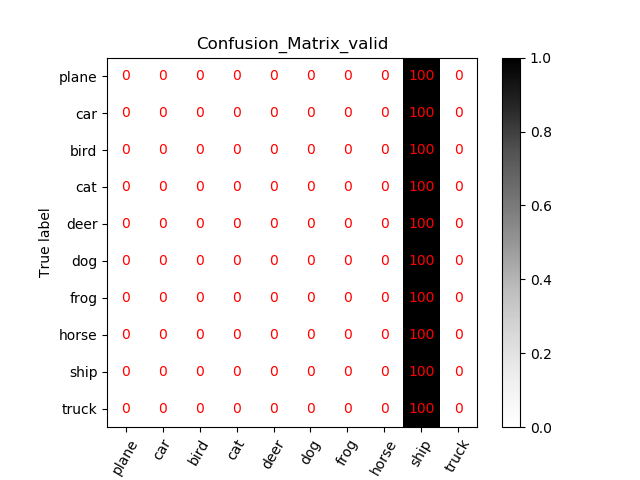 Confusion_Matrix_valid
True label
plane 0 0 0 0 0 0 0 0 100 0
car 0 0 0 0 0 0 0 0 100 0
bird 0 0 0 0 0 0 0 0 100 0
cat 0 0 0 0 0 0 0 0 100 0
deer 0 0 0 0 0 0 0 0 100 0
dog 0 0 0 0 0 0 0 0 100 0
frog 0 0 0 0 0 0 0 0 100 0
horse 0 0 0 0 0 0 0 0 100 0
ship 0 0 0 0 0 0 0 0 100 0
truck 0 0 0 0 0 0 0 0 100 0
plane car bird cat deer dog frog horse ship truck
1.0
0.8
0.6
0.4
0.2
0.0